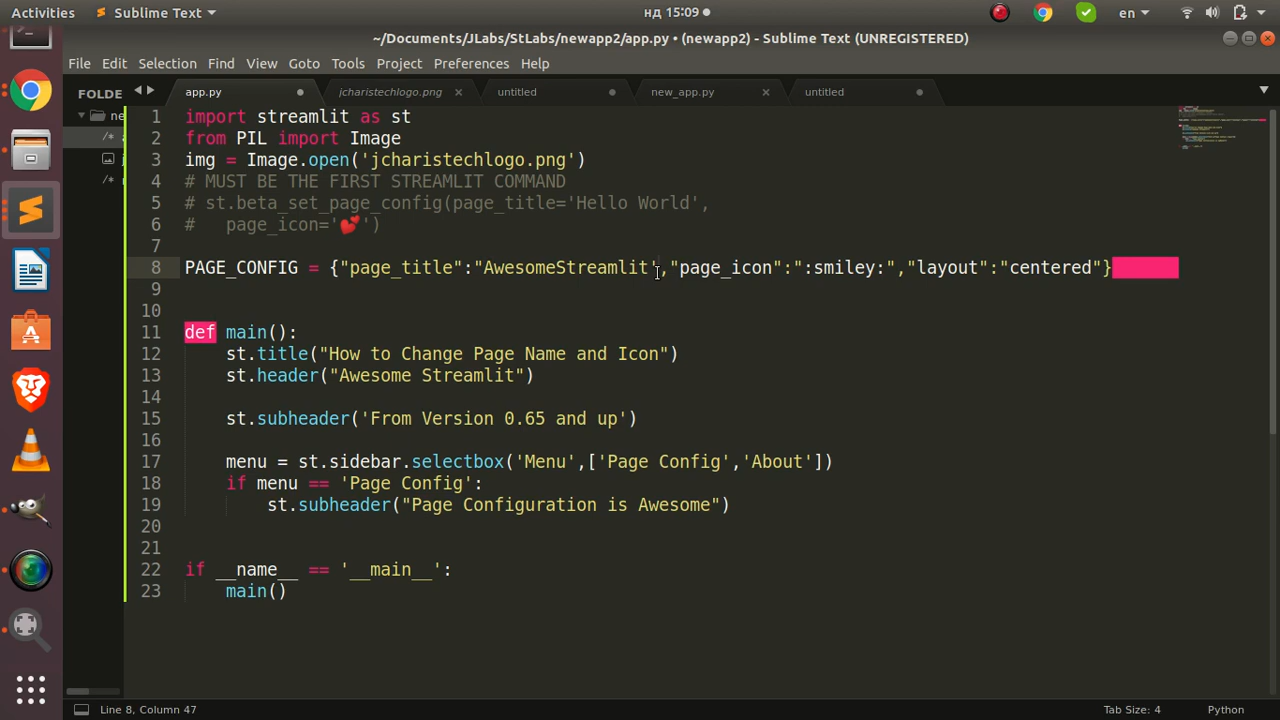 Activities Sublime Text нд 15:09 en
~/Documents/JLabs/StLabs/newapp2/app.py • (newapp2) - Sublime Text (UNREGISTERED)
File Edit Selection Find View Goto Tools Project Preferences Help
FOLDE app.py jcharistechlogo.png untitled new_app.py untitled
ne
/*
j
/*
1 import streamlit as st
2 from PIL import Image
3 img = Image.open('jcharistechlogo.png')
4 # MUST BE THE FIRST STREAMLIT COMMAND
5 # st.beta_set_page_config(page_title='Hello World',
6 #   page_icon='💕')
7
8 PAGE_CONFIG = {"page_title":"AwesomeStreamlit',"page_icon":":smiley:","layout":"centered"}
9
10
11 def main():
12     st.title("How to Change Page Name and Icon")
13     st.header("Awesome Streamlit")
14
15     st.subheader('From Version 0.65 and up')
16
17     menu = st.sidebar.selectbox('Menu',['Page Config','About'])
18     if menu == 'Page Config':
19         st.subheader("Page Configuration is Awesome")
20
21
22 if __name__ == '__main__':
23     main()
Line 8, Column 47 Tab Size: 4 Python